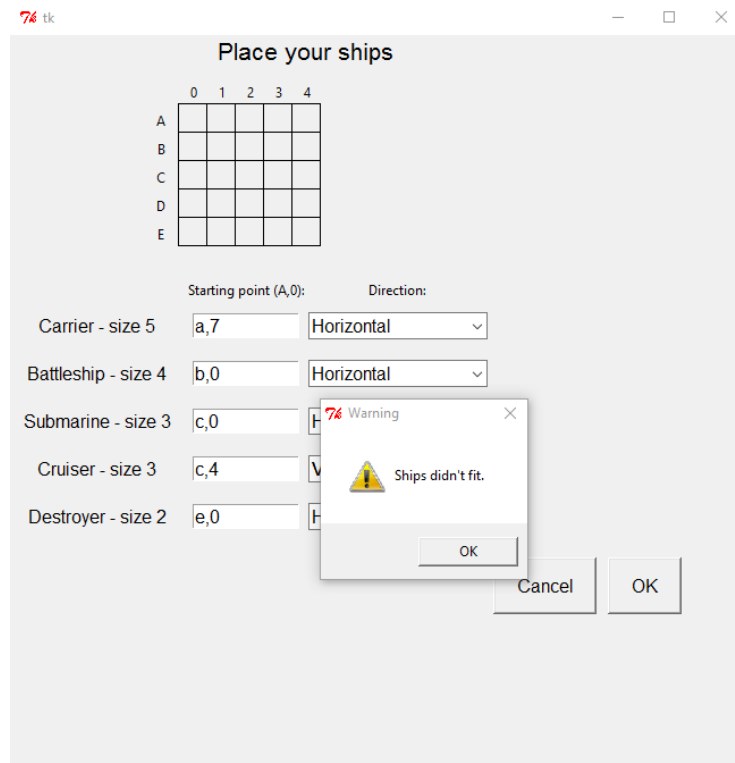 tk
Place your ships
0 1 2 3 4
A
B
C
D
E
Starting point (A,0): Direction:
Carrier - size 5 a,7 Horizontal
Battleship - size 4 b,0 Horizontal
Submarine - size 3 c,0 H
Cruiser - size 3 c,4 V
Destroyer - size 2 e,0 H
Warning
Ships didn't fit.
OK
Cancel OK